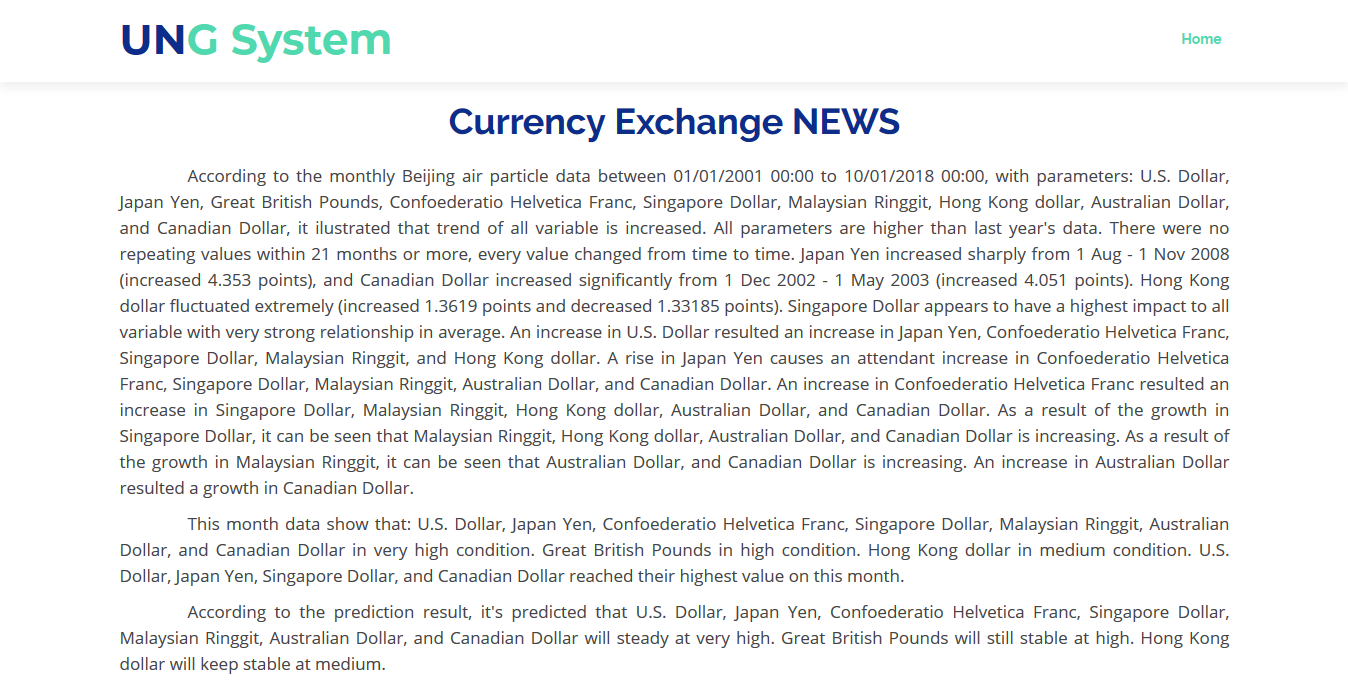 UNG System
Home
Currency Exchange NEWS
According to the monthly Beijing air particle data between 01/01/2001 00:00 to 10/01/2018 00:00, with parameters: U.S. Dollar,
Japan Yen, Great British Pounds, Confoederatio Helvetica Franc, Singapore Dollar, Malaysian Ringgit, Hong Kong dollar, Australian Dollar,
and Canadian Dollar, it ilustrated that trend of all variable is increased. All parameters are higher than last year's data. There were no
repeating values within 21 months or more, every value changed from time to time. Japan Yen increased sharply from 1 Aug - 1 Nov 2008
(increased 4.353 points), and Canadian Dollar increased significantly from 1 Dec 2002 - 1 May 2003 (increased 4.051 points). Hong Kong
dollar fluctuated extremely (increased 1.3619 points and decreased 1.33185 points). Singapore Dollar appears to have a highest impact to all
variable with very strong relationship in average. An increase in U.S. Dollar resulted an increase in Japan Yen, Confoederatio Helvetica Franc,
Singapore Dollar, Malaysian Ringgit, and Hong Kong dollar. A rise in Japan Yen causes an attendant increase in Confoederatio Helvetica
Franc, Singapore Dollar, Malaysian Ringgit, Australian Dollar, and Canadian Dollar. An increase in Confoederatio Helvetica Franc resulted an
increase in Singapore Dollar, Malaysian Ringgit, Hong Kong dollar, Australian Dollar, and Canadian Dollar. As a result of the growth in
Singapore Dollar, it can be seen that Malaysian Ringgit, Hong Kong dollar, Australian Dollar, and Canadian Dollar is increasing. As a result of
the growth in Malaysian Ringgit, it can be seen that Australian Dollar, and Canadian Dollar is increasing. An increase in Australian Dollar
resulted a growth in Canadian Dollar.
This month data show that: U.S. Dollar, Japan Yen, Confoederatio Helvetica Franc, Singapore Dollar, Malaysian Ringgit, Australian
Dollar, and Canadian Dollar in very high condition. Great British Pounds in high condition. Hong Kong dollar in medium condition. U.S.
Dollar, Japan Yen, Singapore Dollar, and Canadian Dollar reached their highest value on this month.
According to the prediction result, it's predicted that U.S. Dollar, Japan Yen, Confoederatio Helvetica Franc, Singapore Dollar,
Malaysian Ringgit, Australian Dollar, and Canadian Dollar will steady at very high. Great British Pounds will still stable at high. Hong Kong
dollar will keep stable at medium.